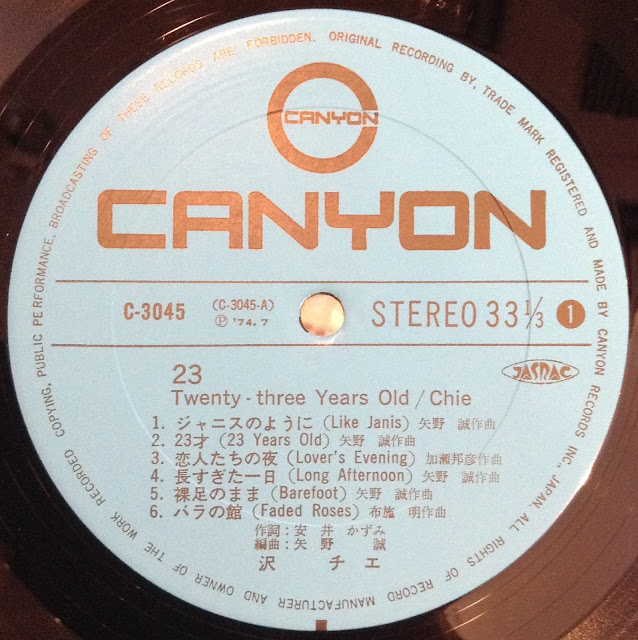 RECORDED COPYING, PUBLIC PERFORMANCE, BROADCASTING OF THESE RECORDS ARE FORBIDDEN. ORIGINAL RECORDING BY. TRADE MARK REGISTERED AND MADE BY CANYON RECORDS INC., JAPAN ALL RIGHTS OF RECORD MANUFACTURER AND OWNER OF THE WORK
CANYON
CANYON
C-3045 (C-3045-A) STEREO 33⅓ 1
Ⓟ '74.7
JASRAC
23
Twenty-three Years Old / Chie
1. ジャニスのように (Like Janis) 矢野 誠作曲
2. 23才 (23 Years Old) 矢野 誠作曲
3. 恋人たちの夜 (Lover's Evening) 加瀬邦彦作曲
4. 長すぎた一日 (Long Afternoon) 矢野 誠作曲
5. 裸足のまま (Barefoot) 矢野 誠作曲
6. バラの館 (Faded Roses) 布施 明作曲
作詞:安井 かずみ
編曲:矢野 誠
沢 チエ